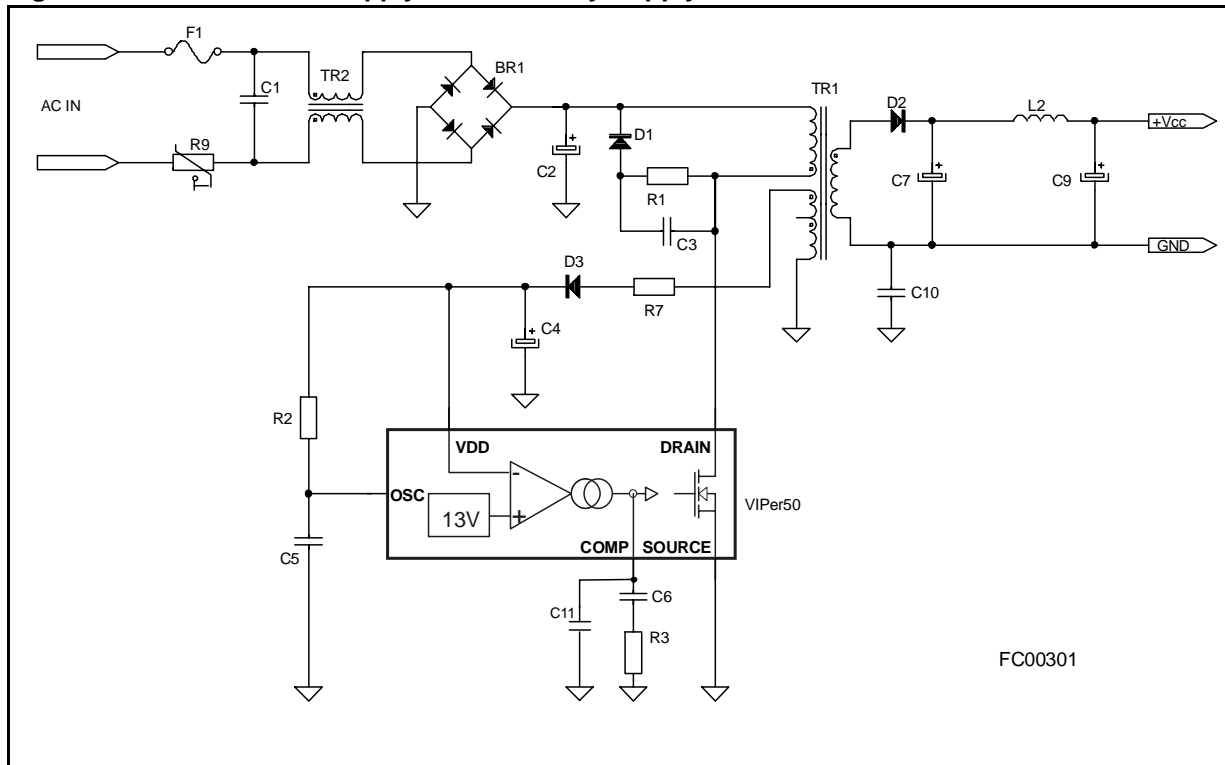 F1
BR1
TR2
TR1
D2
L2
C1
AC IN
+Vcc
D1
R9
C2
C7
C9
R1
C3
GND
D3
R7
C10
C4
R2
VDD
DRAIN
OSC
-
13V
+
VIPer50
COMP
SOURCE
C5
C6
C11
R3
FC00301